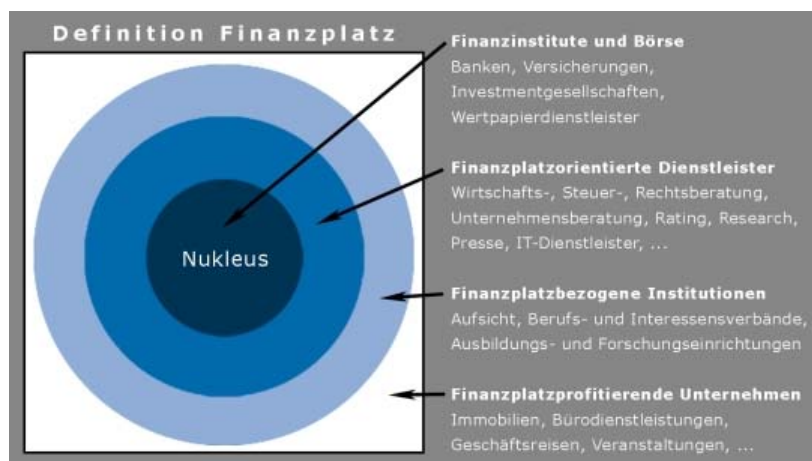 Definition Finanzplatz
Nukleus
Finanzinstitute und Börse
Banken, Versicherungen,
Investmentgesellschaften,
Wertpapierdienstleister
Finanzplatzorientierte Dienstleister
Wirtschafts-, Steuer-, Rechtsberatung,
Unternehmensberatung, Rating, Research,
Presse, IT-Dienstleister, ...
Finanzplatzbezogene Institutionen
Aufsicht, Berufs- und Interessensverbände,
Ausbildungs- und Forschungseinrichtungen
Finanzplatzprofitierende Unternehmen
Immobilien, Bürodienstleistungen,
Geschäftsreisen, Veranstaltungen, ...